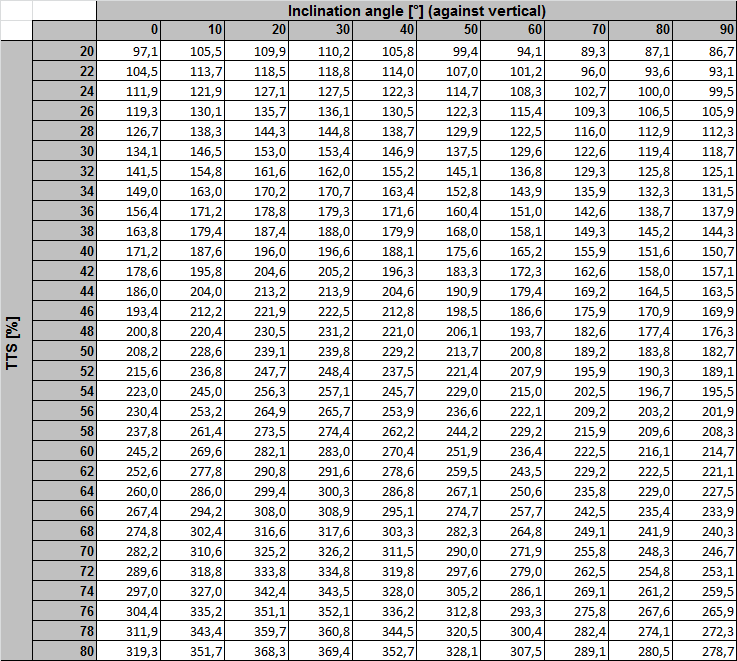 Inclination angle [°] (against vertical)
0 10 20 30 40 50 60 70 80 90
TTS [%]
20 97,1 105,5 109,9 110,2 105,8 99,4 94,1 89,3 87,1 86,7
22 104,5 113,7 118,5 118,8 114,0 107,0 101,2 96,0 93,6 93,1
24 111,9 121,9 127,1 127,5 122,3 114,7 108,3 102,7 100,0 99,5
26 119,3 130,1 135,7 136,1 130,5 122,3 115,4 109,3 106,5 105,9
28 126,7 138,3 144,3 144,8 138,7 129,9 122,5 116,0 112,9 112,3
30 134,1 146,5 153,0 153,4 146,9 137,5 129,6 122,6 119,4 118,7
32 141,5 154,8 161,6 162,0 155,2 145,1 136,8 129,3 125,8 125,1
34 149,0 163,0 170,2 170,7 163,4 152,8 143,9 135,9 132,3 131,5
36 156,4 171,2 178,8 179,3 171,6 160,4 151,0 142,6 138,7 137,9
38 163,8 179,4 187,4 188,0 179,9 168,0 158,1 149,3 145,2 144,3
40 171,2 187,6 196,0 196,6 188,1 175,6 165,2 155,9 151,6 150,7
42 178,6 195,8 204,6 205,2 196,3 183,3 172,3 162,6 158,0 157,1
44 186,0 204,0 213,2 213,9 204,6 190,9 179,4 169,2 164,5 163,5
46 193,4 212,2 221,9 222,5 212,8 198,5 186,6 175,9 170,9 169,9
48 200,8 220,4 230,5 231,2 221,0 206,1 193,7 182,6 177,4 176,3
50 208,2 228,6 239,1 239,8 229,2 213,7 200,8 189,2 183,8 182,7
52 215,6 236,8 247,7 248,4 237,5 221,4 207,9 195,9 190,3 189,1
54 223,0 245,0 256,3 257,1 245,7 229,0 215,0 202,5 196,7 195,5
56 230,4 253,2 264,9 265,7 253,9 236,6 222,1 209,2 203,2 201,9
58 237,8 261,4 273,5 274,4 262,2 244,2 229,2 215,9 209,6 208,3
60 245,2 269,6 282,1 283,0 270,4 251,9 236,4 222,5 216,1 214,7
62 252,6 277,8 290,8 291,6 278,6 259,5 243,5 229,2 222,5 221,1
64 260,0 286,0 299,4 300,3 286,8 267,1 250,6 235,8 229,0 227,5
66 267,4 294,2 308,0 308,9 295,1 274,7 257,7 242,5 235,4 233,9
68 274,8 302,4 316,6 317,6 303,3 282,3 264,8 249,1 241,9 240,3
70 282,2 310,6 325,2 326,2 311,5 290,0 271,9 255,8 248,3 246,7
72 289,6 318,8 333,8 334,8 319,8 297,6 279,0 262,5 254,8 253,1
74 297,0 327,0 342,4 343,5 328,0 305,2 286,1 269,1 261,2 259,5
76 304,4 335,2 351,1 352,1 336,2 312,8 293,3 275,8 267,6 265,9
78 311,9 343,4 359,7 360,8 344,5 320,5 300,4 282,4 274,1 272,3
80 319,3 351,7 368,3 369,4 352,7 328,1 307,5 289,1 280,5 278,7